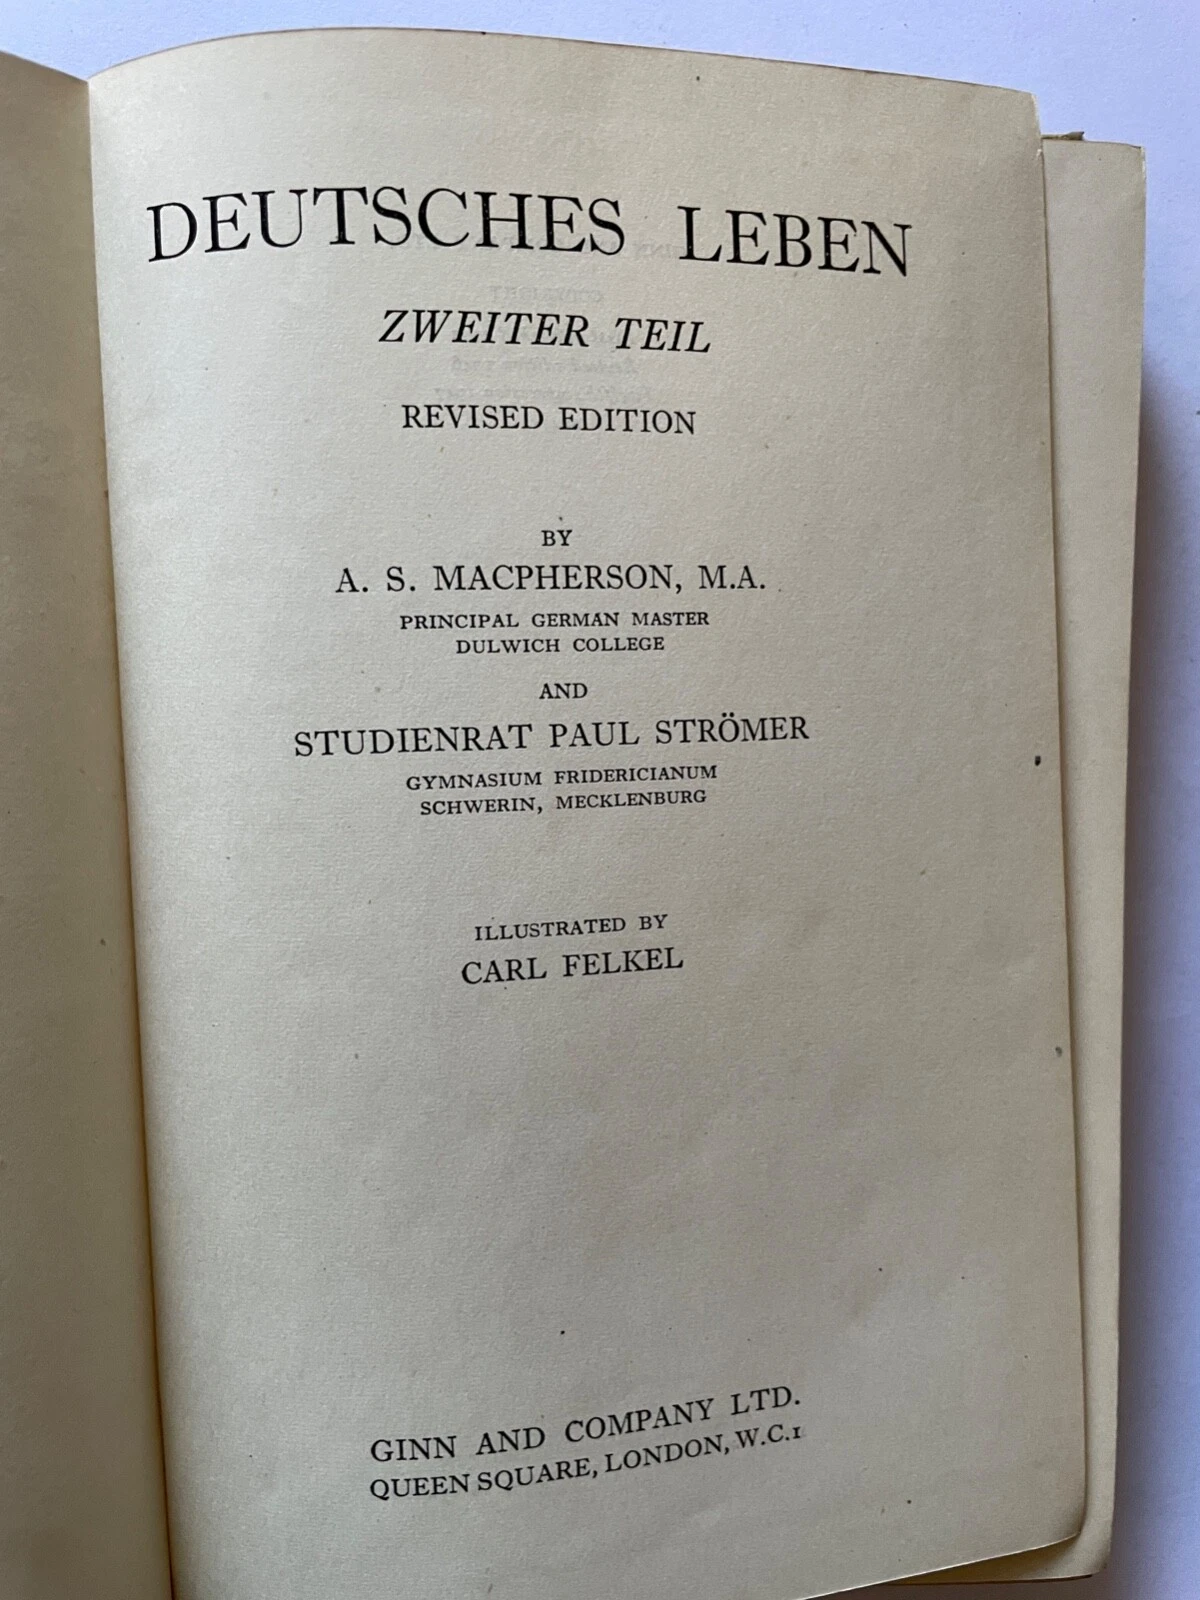 DEUTSCHES LEBEN
ZWEITER TEIL
REVISED EDITION
BY
A. S. MACPHERSON, M.A.
PRINCIPAL GERMAN MASTER
DULWICH COLLEGE
AND
STUDIENRAT PAUL STRÖMER
GYMNASIUM FRIDERICIANUM
SCHWERIN, MECKLENBURG
ILLUSTRATED BY
CARL FELKEL
GINN AND COMPANY LTD.
QUEEN SQUARE, LONDON, W.C.1